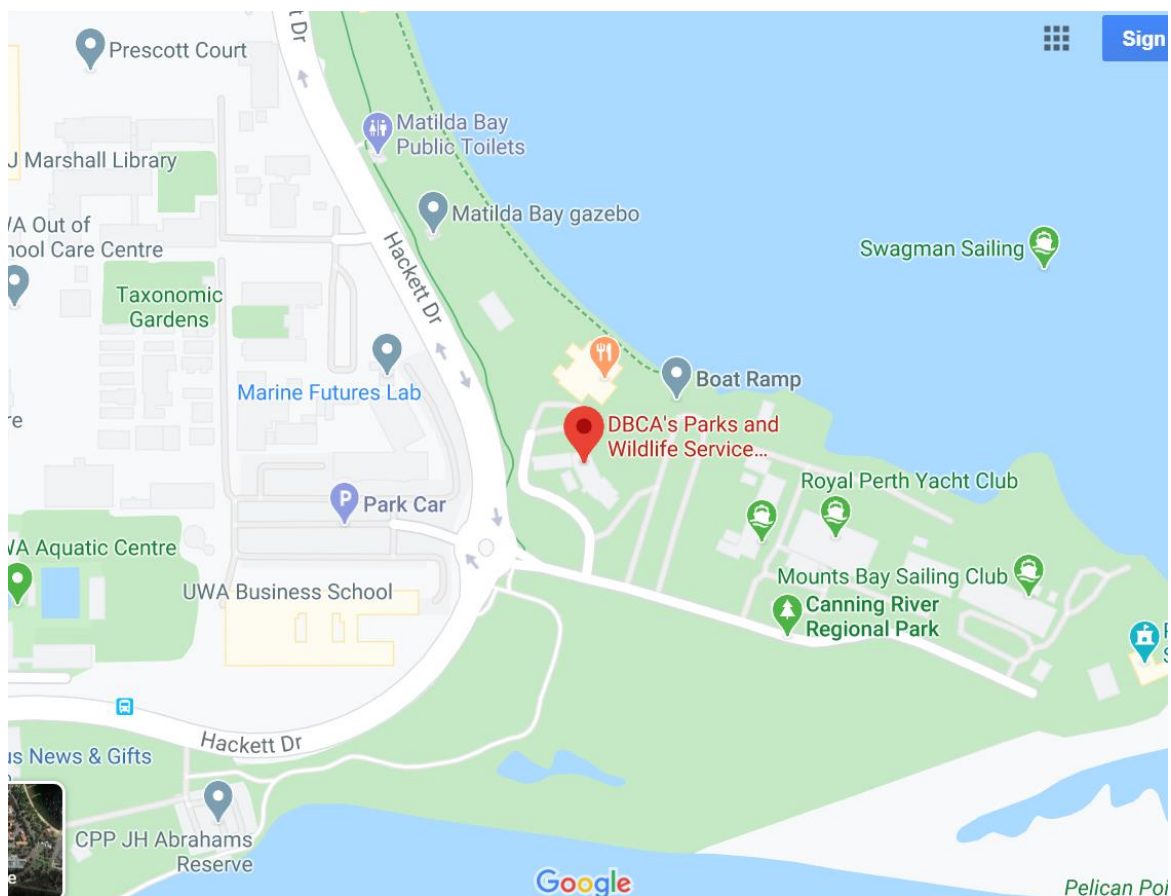 Dr
Sign
Prescott Court
Matilda Bay
Public Toilets
J Marshall Library
Matilda Bay gazebo
/A Out of
hool Care Centre
Swagman Sailing
Hackett Dr
Taxonomic
Gardens
Marine Futures Lab
Boat Ramp
DBCA's Parks and
Wildlife Service...
re
Royal Perth Yacht Club
P
Park Car
/A Aquatic Centre
Mounts Bay Sailing Club
UWA Business School
Canning River
Regional Park
Hackett Dr
us News & Gifts
CPP JH Abrahams
Reserve
e
Google
Pelican Poi